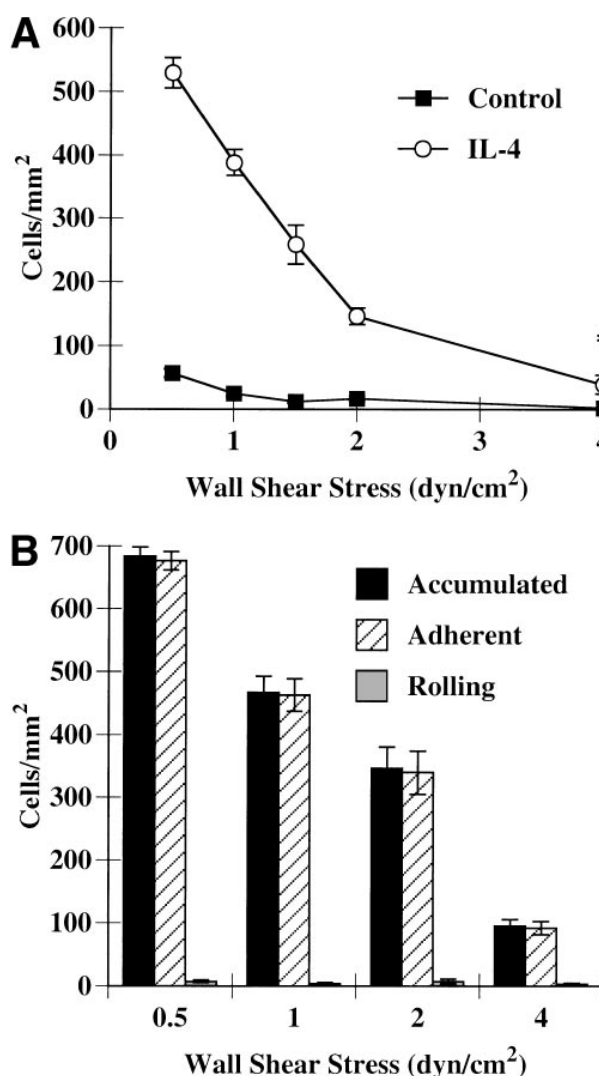 A
600
500
400
300
200
100
0
Cells/mm²
Control
IL-4
0 1 2 3
Wall Shear Stress (dyn/cm²)
B
700
600
500
400
300
200
100
0
Cells/mm²
Accumulated
Adherent
Rolling
0.5 1 2 4
Wall Shear Stress (dyn/cm²)